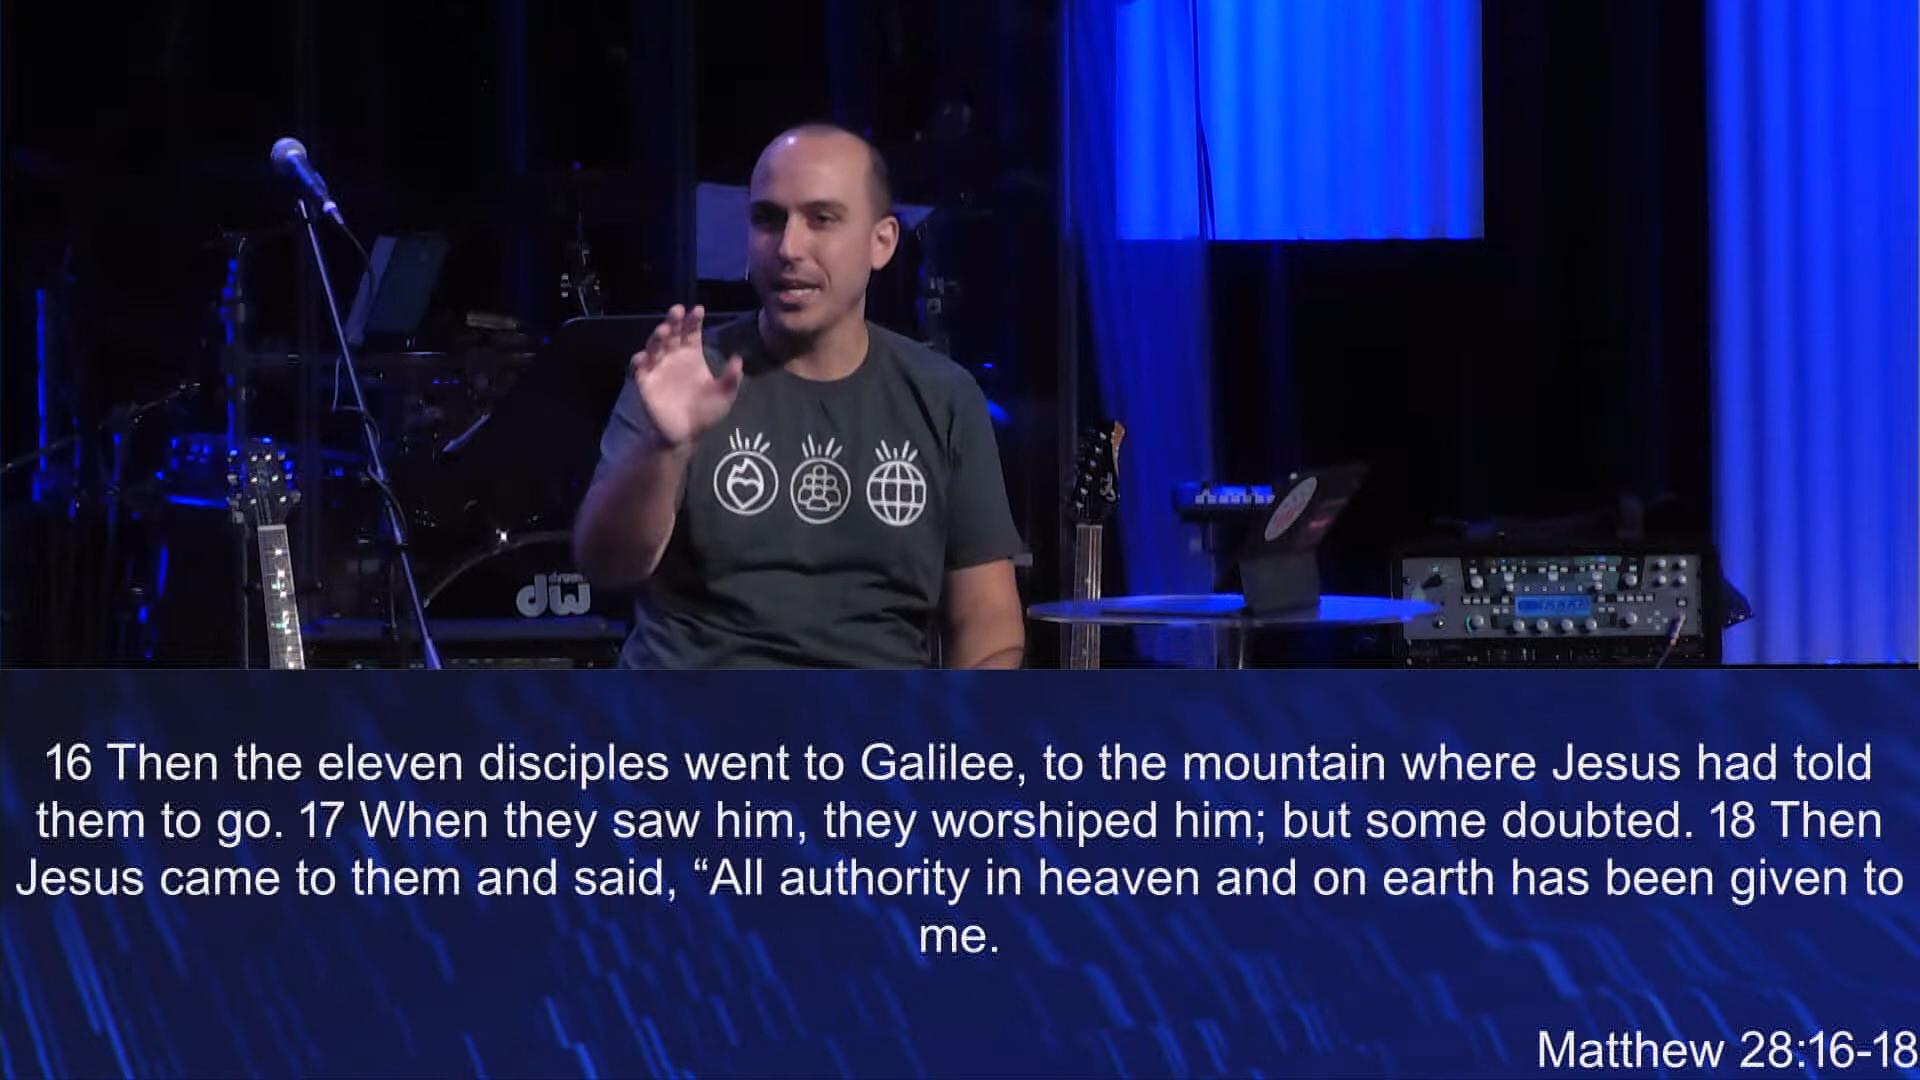 drums
dw
16 Then the eleven disciples went to Galilee, to the mountain where Jesus had told
them to go. 17 When they saw him, they worshiped him; but some doubted. 18 Then
Jesus came to them and said, “All authority in heaven and on earth has been given to
me.
Matthew 28:16-18